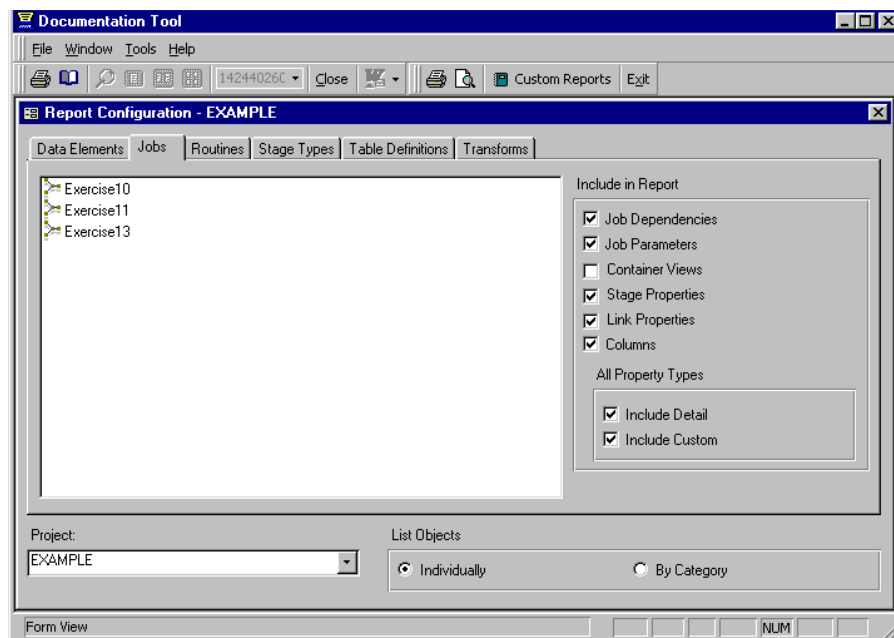 Documentation Tool
File Window Tools Help
142440260 Close Custom Reports Exit
Report Configuration - EXAMPLE
Data Elements Jobs Routines Stage Types Table Definitions Transforms
Exercise10
Exercise11
Exercise13
Include in Report
Job Dependencies
Job Parameters
Container Views
Stage Properties
Link Properties
Columns
All Property Types
Include Detail
Include Custom
Project:
EXAMPLE
List Objects
Individually
By Category
Form View NUM